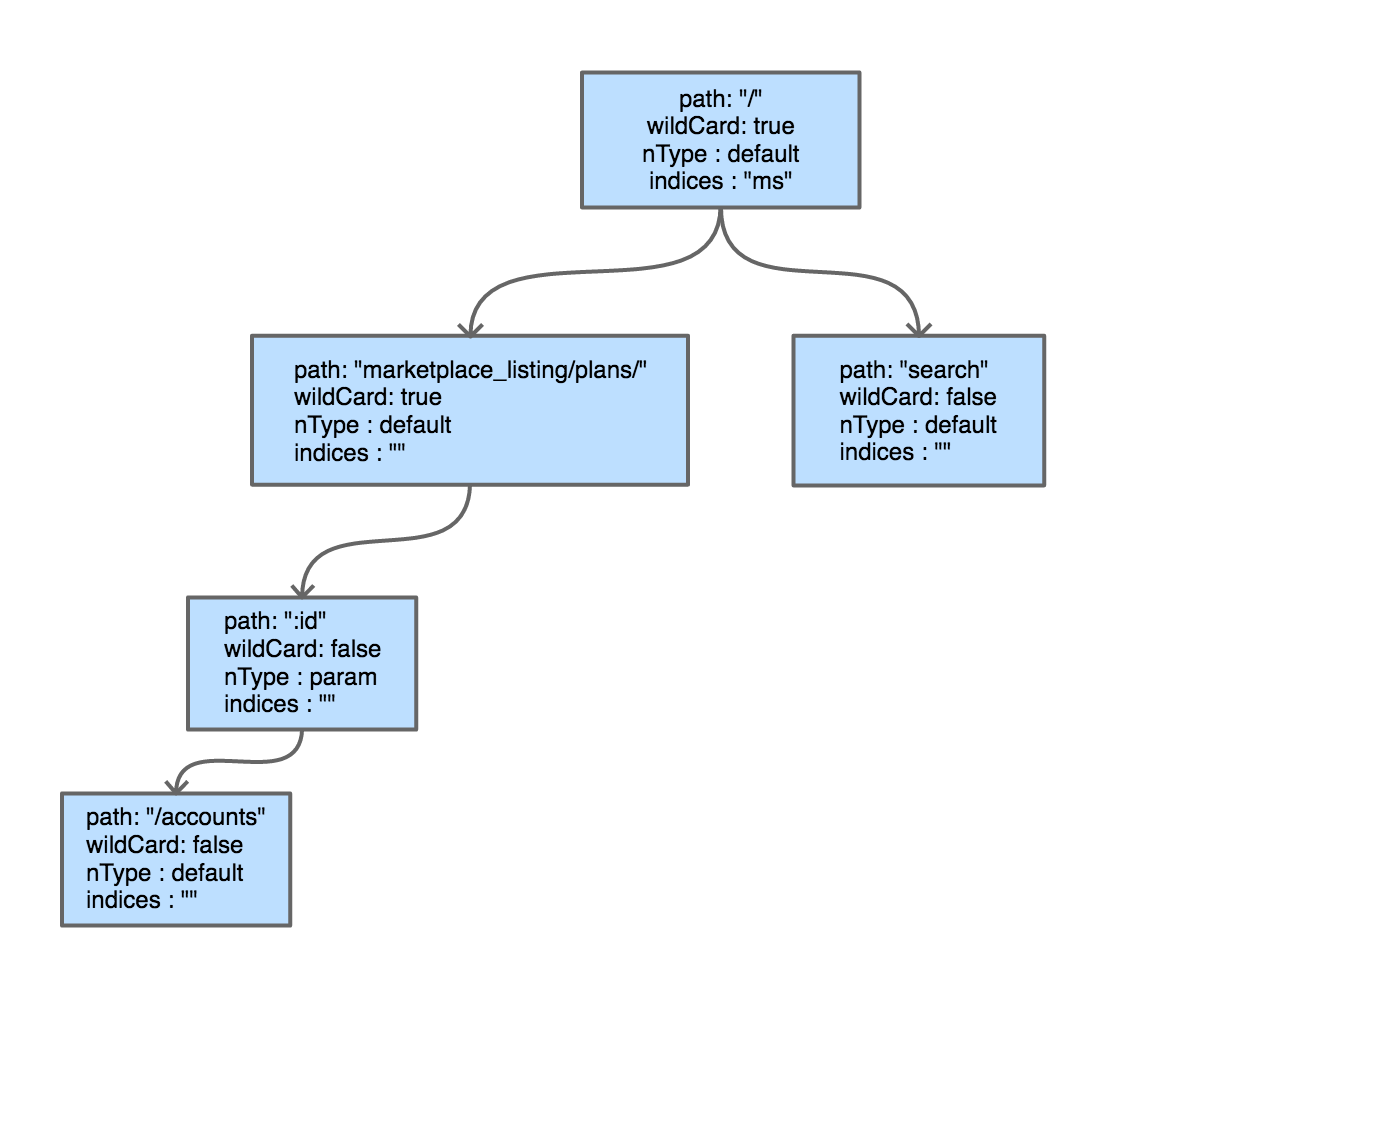 path: "/"
wildCard: true
nType : default
indices : "ms"
path: "marketplace_listing/plans/"
wildCard: true
nType : default
indices : ""
path: "search"
wildCard: false
nType : default
indices : ""
path: ":id"
wildCard: false
nType : param
indices : ""
path: "/accounts"
wildCard: false
nType : default
indices : ""